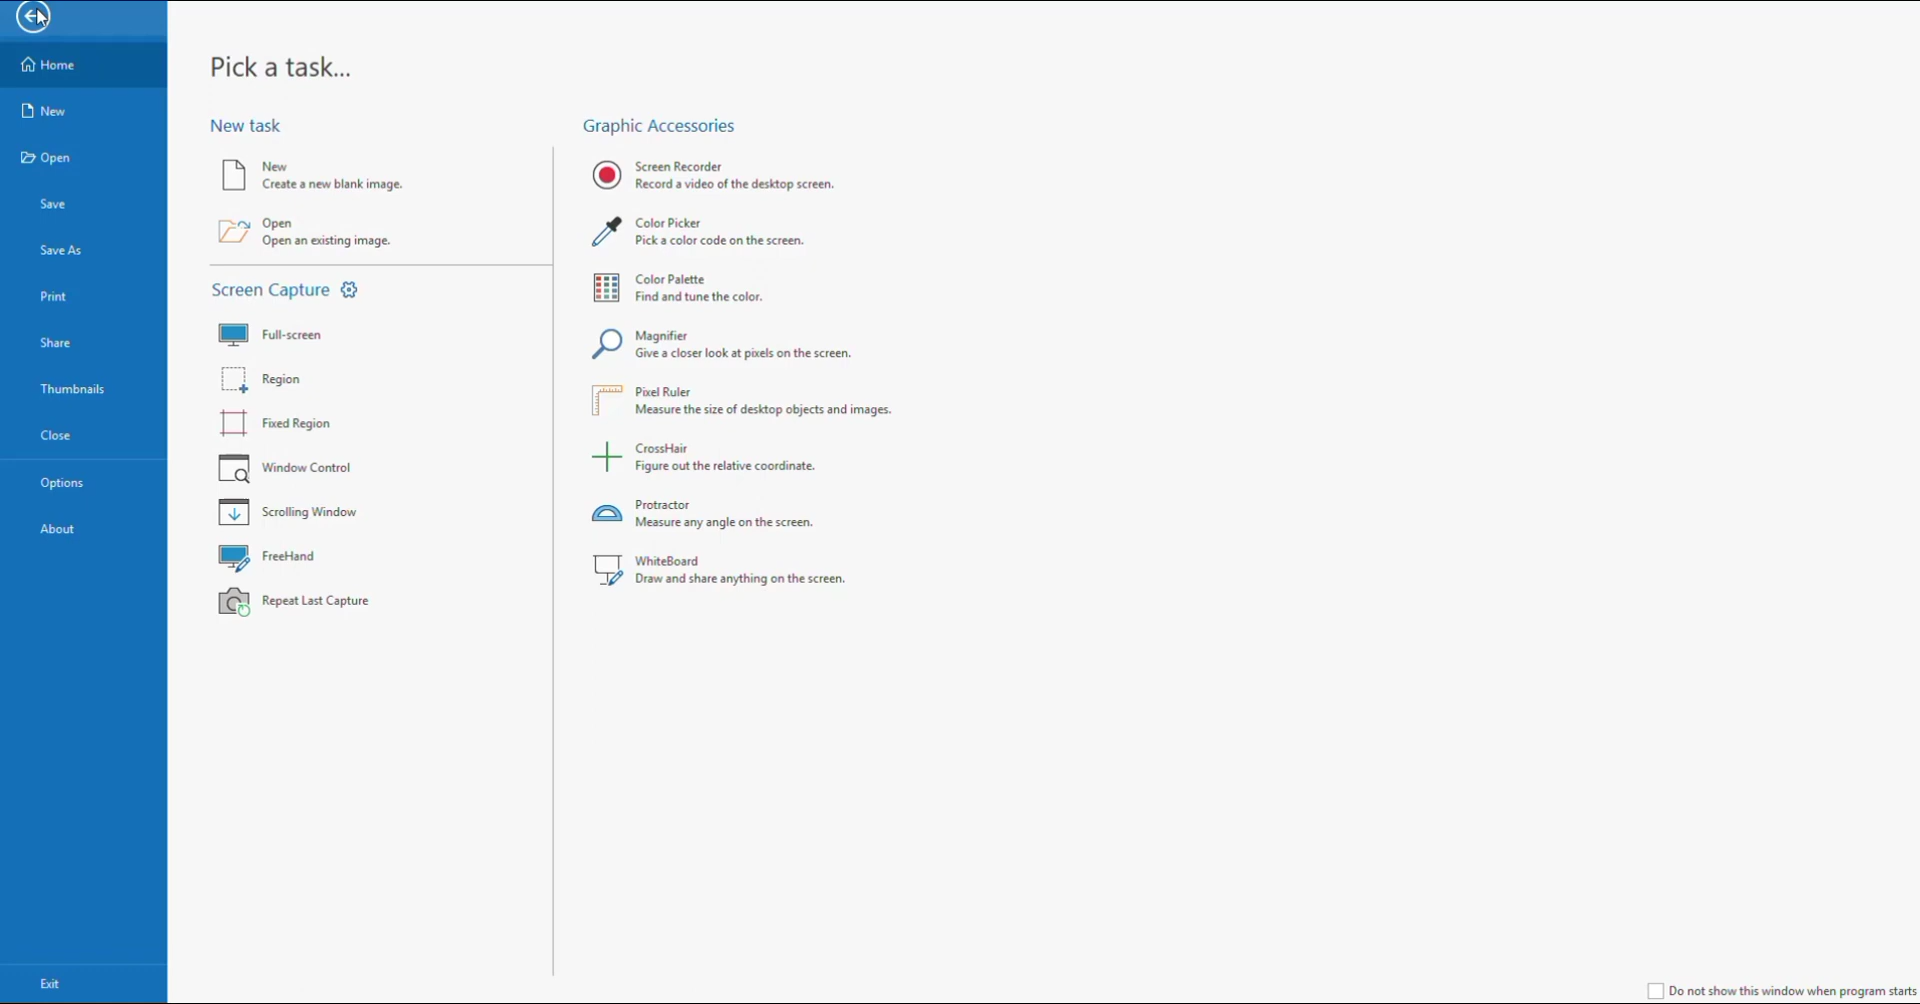 Home
New
Open
Save
Save As
Print
Share
Thumbnails
Close
Options
About
Exit
Pick a task...
New task
New
Create a new blank image.
Open
Open an existing image.
Screen Capture
Full-screen
Region
Fixed Region
Window Control
Scrolling Window
FreeHand
Repeat Last Capture
Graphic Accessories
Screen Recorder
Record a video of the desktop screen.
Color Picker
Pick a color code on the screen.
Color Palette
Find and tune the color.
Magnifier
Give a closer look at pixels on the screen.
Pixel Ruler
Measure the size of desktop objects and images.
CrossHair
Figure out the relative coordinate.
Protractor
Measure any angle on the screen.
WhiteBoard
Draw and share anything on the screen.
Do not show this window when program starts